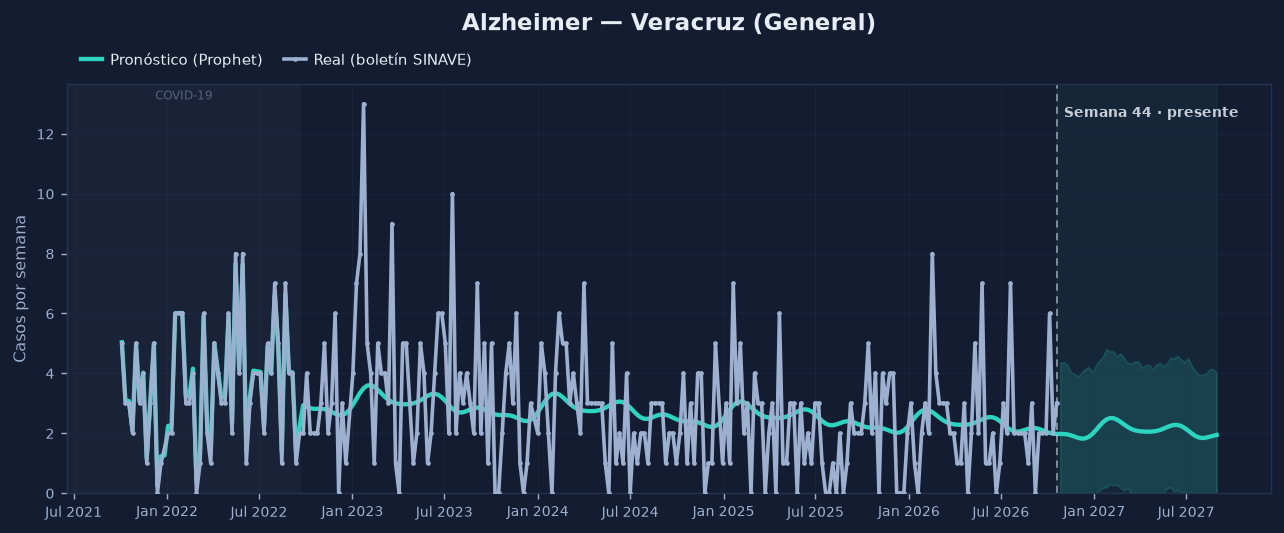 Alzheimer — Veracruz (General)
Pronóstico (Prophet)
Real (boletín SINAVE)
COVID-19
Semana 44 · presente
Casos por semana
12
10
8
6
4
2
0
Jul 2021
Jan 2022
Jul 2022
Jan 2023
Jul 2023
Jan 2024
Jul 2024
Jan 2025
Jul 2025
Jan 2026
Jul 2026
Jan 2027
Jul 2027